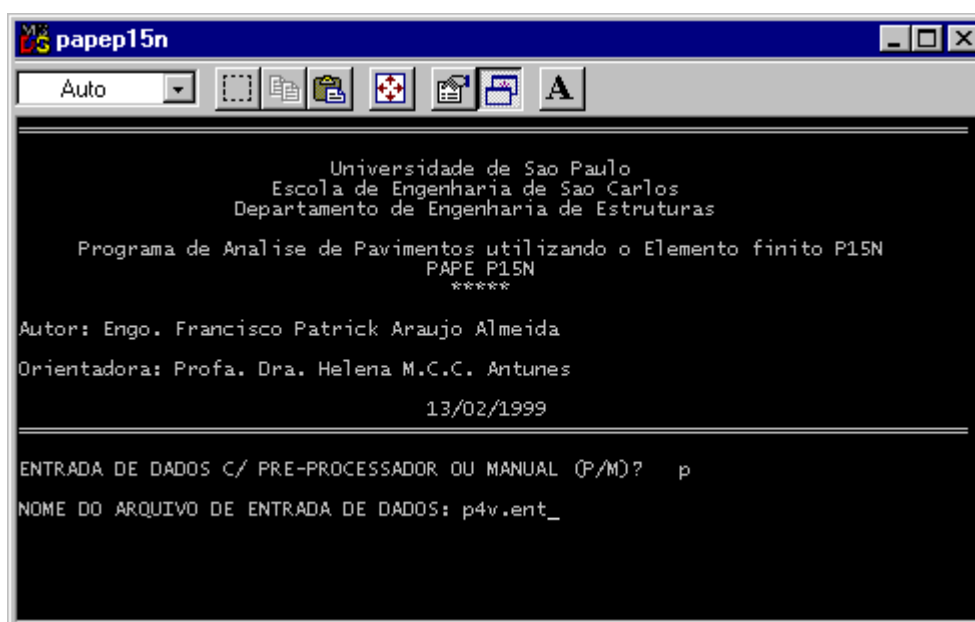 papep15n
Auto
A
Universidade de Sao Paulo
Escola de Engenharia de Sao Carlos
Departamento de Engenharia de Estruturas
Programa de Analise de Pavimentos utilizando o Elemento finito P15N
PAPE P15N
*****
Autor: Engo. Francisco Patrick Araujo Almeida
Orientadora: Profa. Dra. Helena M.C.C. Antunes
13/02/1999
ENTRADA DE DADOS C/ PRE-PROCESSADOR OU MANUAL (P/M)? p
NOME DO ARQUIVO DE ENTRADA DE DADOS: p4v.ent_